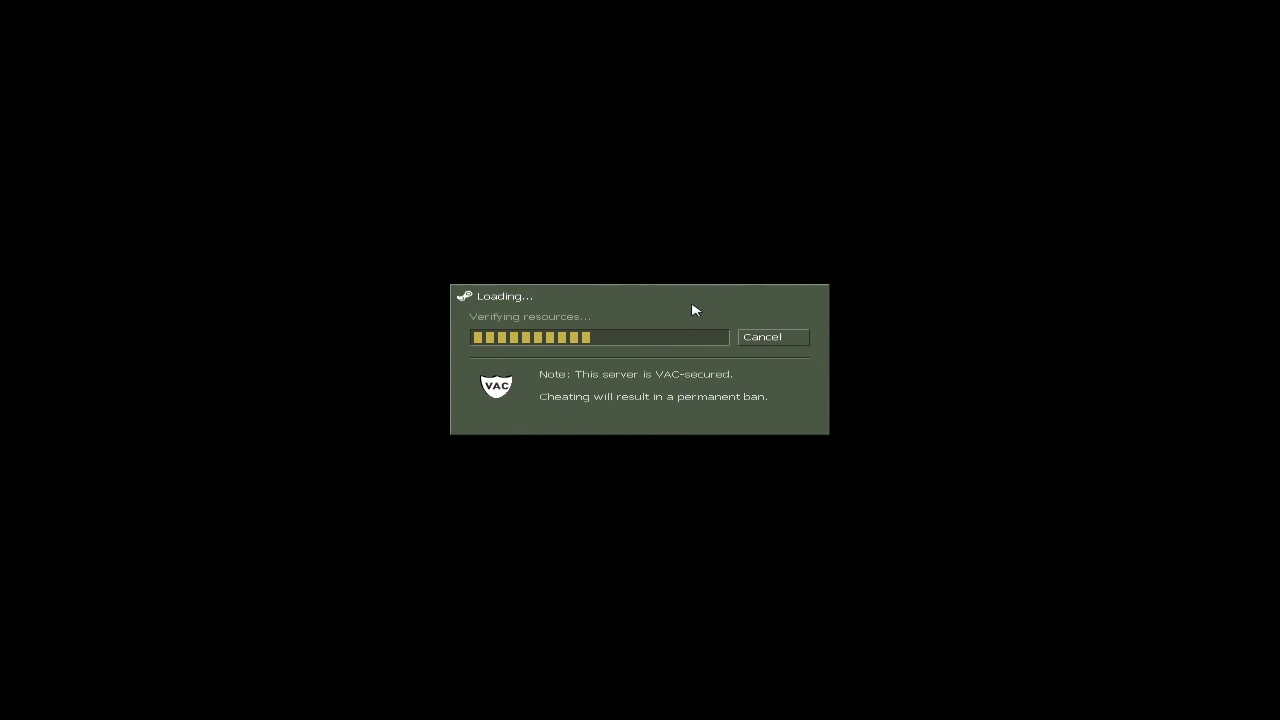 Loading...
Verifying resources...
Cancel
VAC
Note: This server is VAC-secured.
Cheating will result in a permanent ban.